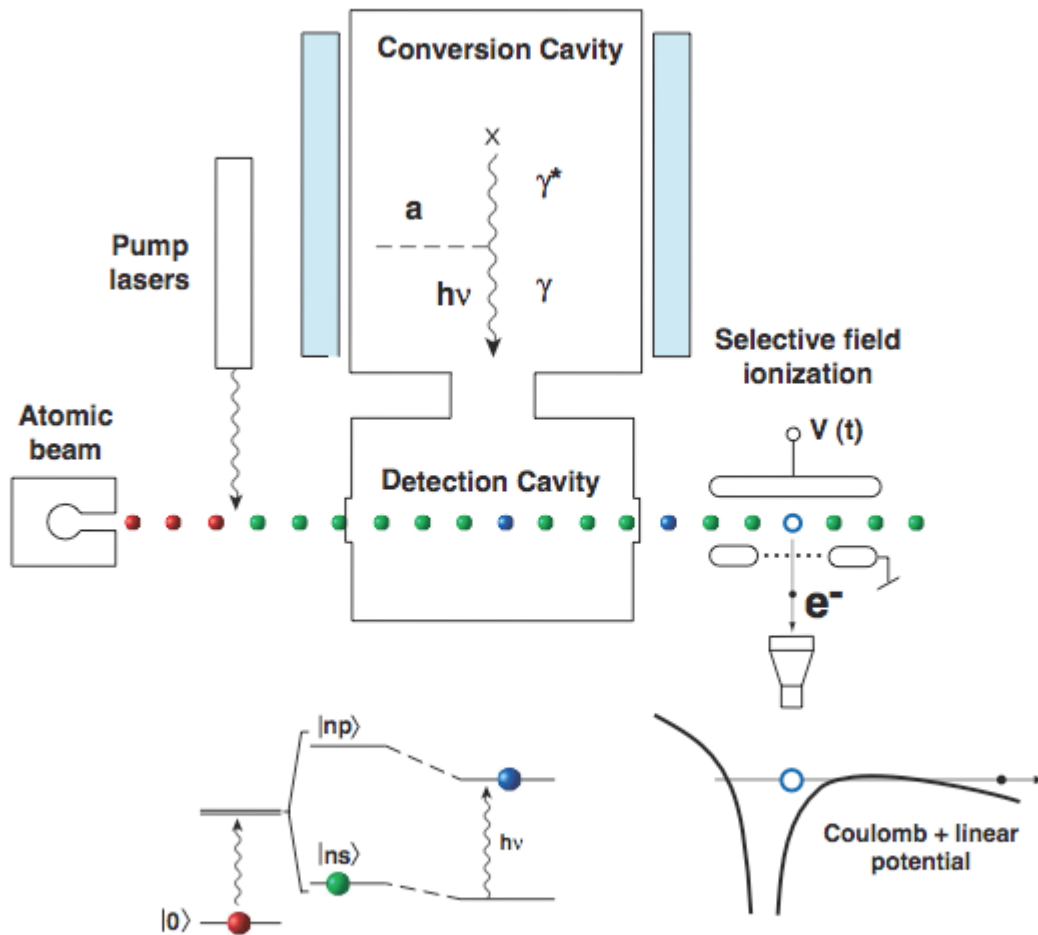 Conversion Cavity
X
γ*
a
hν
γ
Pump
lasers
Selective field
ionization
V (t)
Atomic
beam
Detection Cavity
e-
|np⟩
|ns⟩
hν
|0⟩
Coulomb + linear
potential